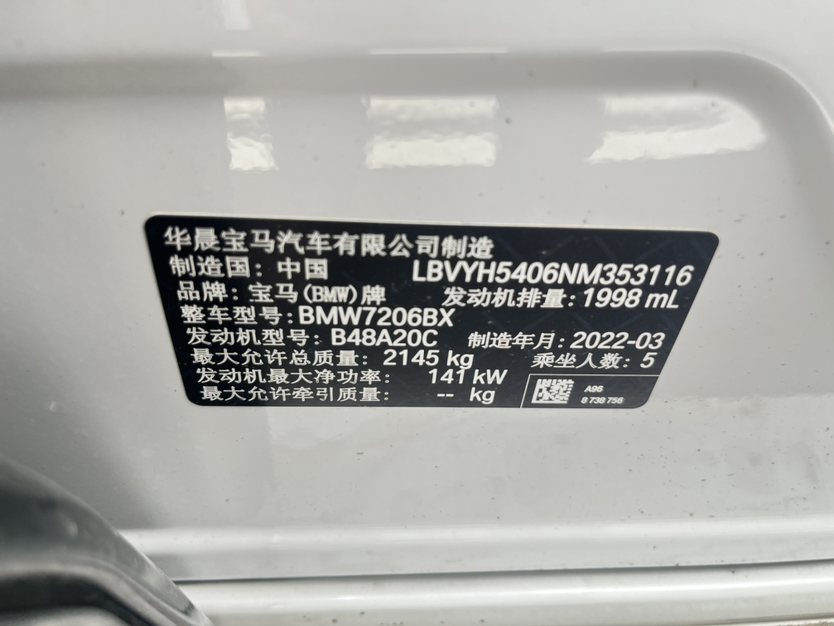 华晨宝马汽车有限公司制造
制造国：中国 LBVYH5406NM353116
品牌：宝马(BMW)牌 发动机排量：1998 mL
整车型号：BMW7206BX
发动机型号：B48A20C 制造年月：2022-03
最大允许总质量：2145 kg 乘坐人数：5
发动机最大净功率：141 kW
最大允许牵引质量：-- kg
A96
8 738 756